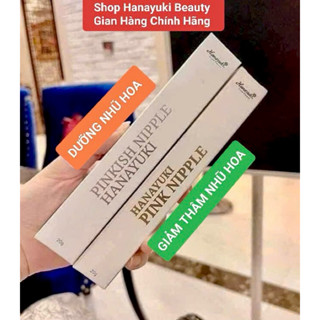 Shop Hanayuki Beauty
Gian Hàng Chính Hãng
DƯỠNG NHŨ HOA
PINKISH NIPPLE
HANAYUKI
20g
HANAYUKI
PINK NIPPLE
GIẢM THÂM NHŨ HOA